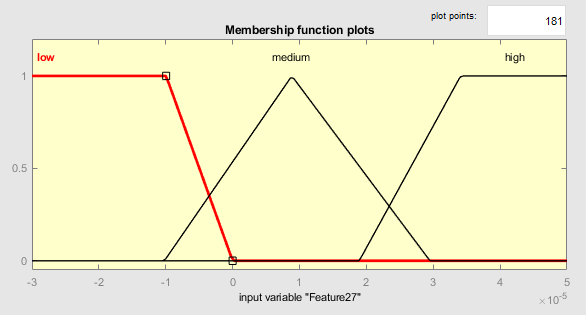 plot points: 181
Membership function plots
low medium high
1
0.5
0
-3 -2 -1 0 1 2 3 4 5
input variable "Feature27" ×10^-5